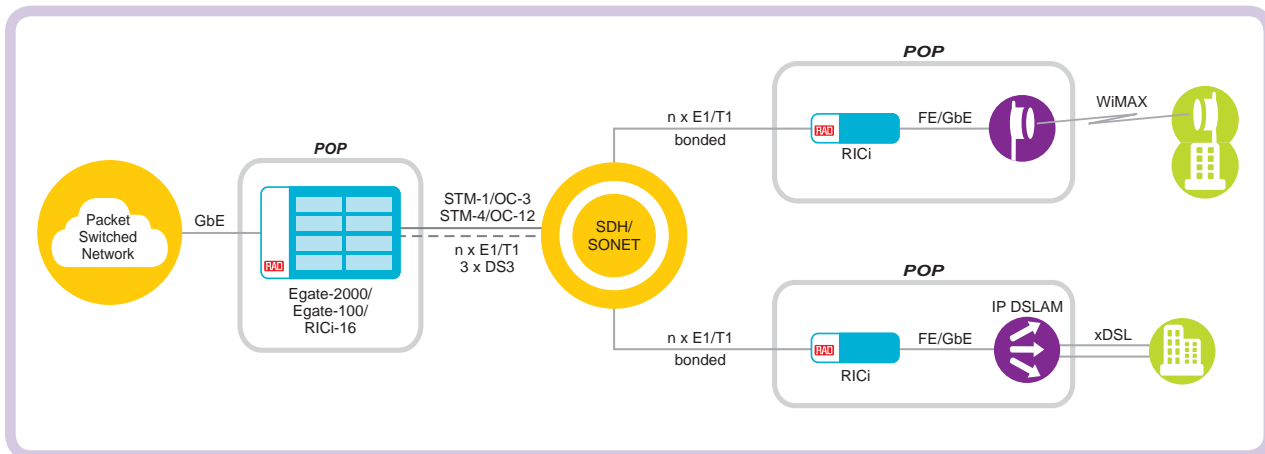 POP
Packet
Switched
Network
GbE
RAD
Egate-2000/
Egate-100/
RICi-16
STM-1/OC-3
STM-4/OC-12
n x E1/T1
3 x DS3
SDH/
SONET
n x E1/T1
bonded
POP
RAD
RICi
FE/GbE
WiMAX
n x E1/T1
bonded
POP
RAD
RICi
FE/GbE
IP DSLAM
xDSL